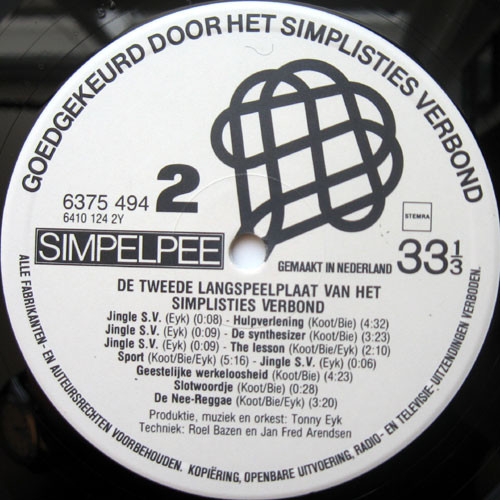 GOEDGEKEURD DOOR HET SIMPLISTIES VERBOND
2
6375 494
6410 124 2Y
SIMPELPEE
STEMRA
GEMAAKT IN NEDERLAND
33 1/3
DE TWEEDE LANGSPEELPLAAT VAN HET
SIMPLISTIES VERBOND
Jingle S.V. (Eyk) (0:08) - Hulpverlening (Koot/Bie) (4:32)
Jingle S.V. (Eyk) (0:09) - De synthesizer (Koot/Bie) (3:23)
Jingle S.V. (Eyk) (0:09) - The lesson (Koot/Bie/Eyk) (2:10)
Sport (Koot/Bie/Eyk) (5:16) - Jingle S.V. (Eyk) (0:06)
Geestelijke werkeloosheid (Koot/Bie) (4:23)
Slotwoordje (Koot/Bie) (0:28)
De Nee-Reggae (Koot/Bie/Eyk) (3:20)
Produktie, muziek en orkest: Tonny Eyk
Techniek: Roel Bazen en Jan Fred Arendsen
ALLE FABRIKANTEN- EN AUTEURSRECHTEN VOORBEHOUDEN. KOPIËRING, OPENBARE UITVOERING, RADIO- EN TELEVISIE-UITZENDINGEN VERBODEN.